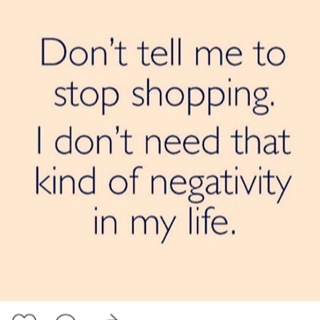 Don't tell me to
stop shopping.
I don't need that
kind of negativity
in my life.